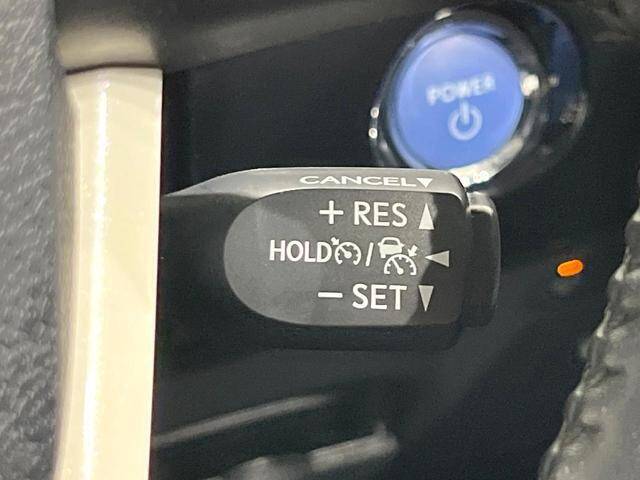 POWER
CANCEL
+ RES
HOLD /
– SET